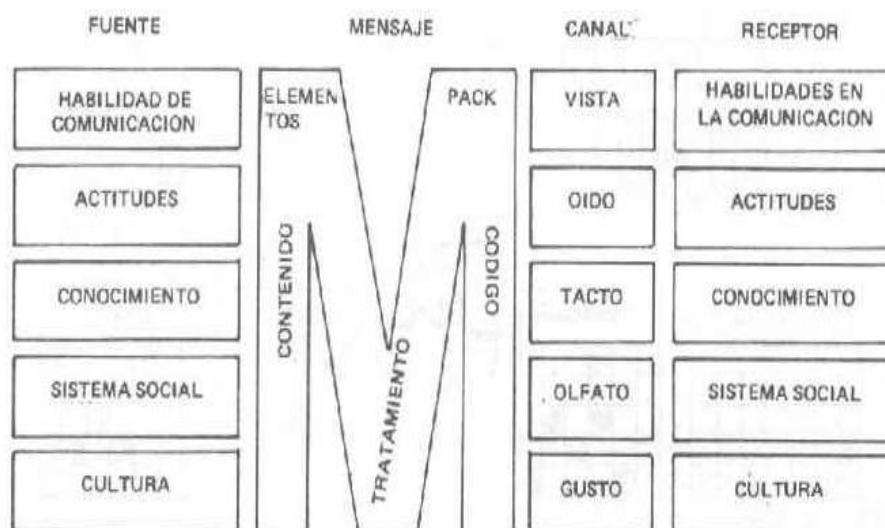 FUENTE
MENSAJE
CANAL
RECEPTOR
HABILIDAD DE
COMUNICACION
ACTITUDES
CONOCIMIENTO
SISTEMA SOCIAL
CULTURA
ELEMEN
TOS
PACK
CONTENIDO
CODIGO
TRATAMIENTO
VISTA
OIDO
TACTO
OLFATO
GUSTO
HABILIDADES EN
LA COMUNICACION
ACTITUDES
CONOCIMIENTO
SISTEMA SOCIAL
CULTURA